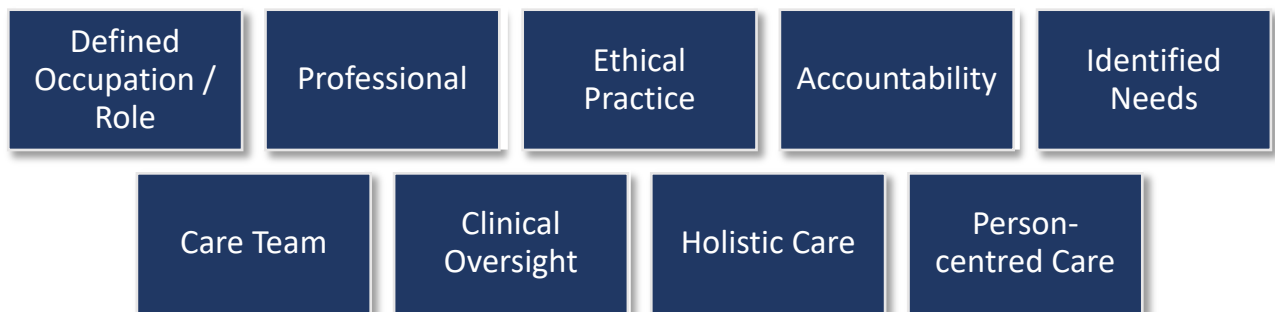 Defined
Occupation /
Role
Professional
Ethical
Practice
Accountability
Identified
Needs
Care Team
Clinical
Oversight
Holistic Care
Person-
centred Care